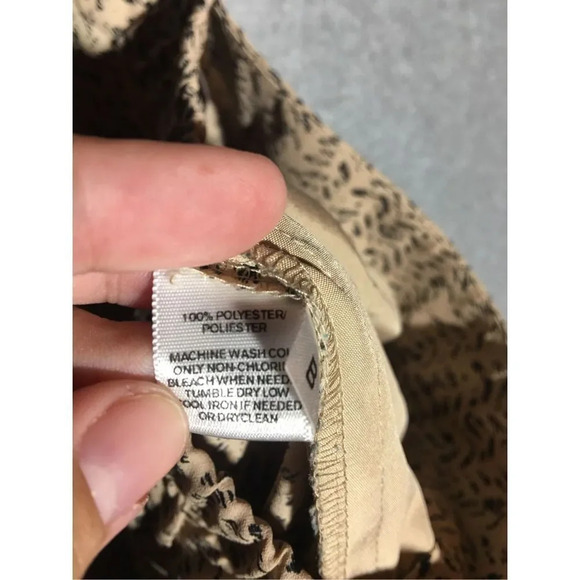 100% POLYESTER/
POLIESTER
MACHINE WASH
ONLY NON-CHLORI
BLEACH WHEN NEED
TUMBLE DRY LOW
COOL IRON IF NEEDED
OR DRYCLEAN
8